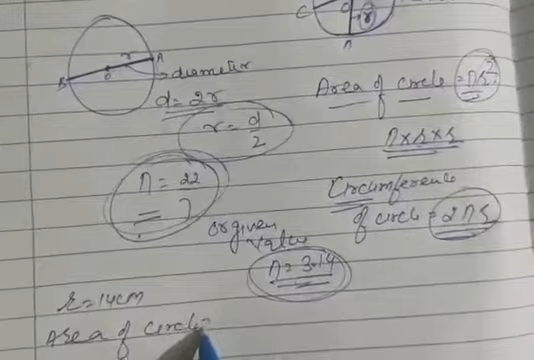 C
O
r
A
r
A
B
O
→ diameter
d = 2r
r = d/2
Area of circle = πr²
π×r×r
π = 22/7
Circumference
of circle = 2πr
or given
value
π = 3.14
r = 14cm
Area of circle =